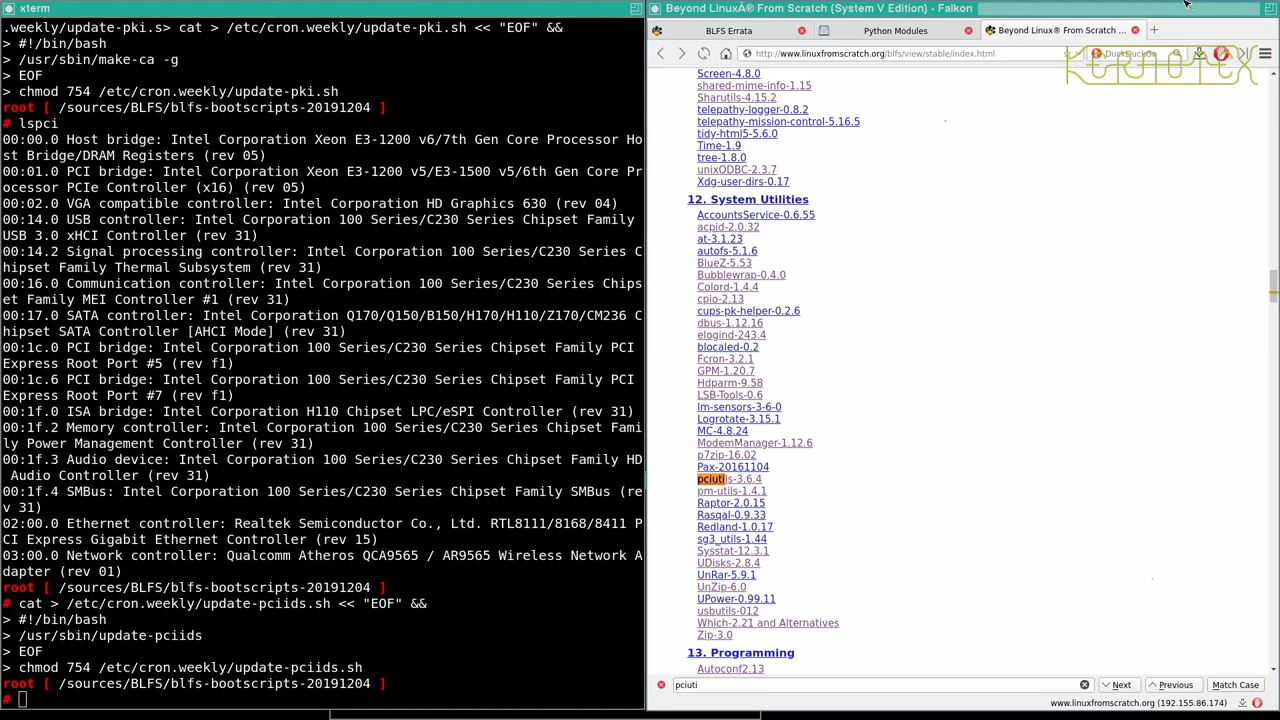 xterm
.weekly/update-pki.s> cat > /etc/cron.weekly/update-pki.sh << "EOF" &&
> #!/bin/bash
> /usr/sbin/make-ca -g
> EOF
> chmod 754 /etc/cron.weekly/update-pki.sh
root [ /sources/BLFS/blfs-bootscripts-20191204 ]
# lspci
00:00.0 Host bridge: Intel Corporation Xeon E3-1200 v6/7th Gen Core Processor Ho
st Bridge/DRAM Registers (rev 05)
00:01.0 PCI bridge: Intel Corporation Xeon E3-1200 v5/E3-1500 v5/6th Gen Core Pr
ocessor PCIe Controller (x16) (rev 05)
00:02.0 VGA compatible controller: Intel Corporation HD Graphics 630 (rev 04)
00:14.0 USB controller: Intel Corporation 100 Series/C230 Series Chipset Family
USB 3.0 xHCI Controller (rev 31)
00:14.2 Signal processing controller: Intel Corporation 100 Series/C230 Series C
hipset Family Thermal Subsystem (rev 31)
00:16.0 Communication controller: Intel Corporation 100 Series/C230 Series Chips
et Family MEI Controller #1 (rev 31)
00:17.0 SATA controller: Intel Corporation Q170/Q150/B150/H170/H110/Z170/CM236 C
hipset SATA Controller [AHCI Mode] (rev 31)
00:1c.0 PCI bridge: Intel Corporation 100 Series/C230 Series Chipset Family PCI
Express Root Port #5 (rev f1)
00:1c.6 PCI bridge: Intel Corporation 100 Series/C230 Series Chipset Family PCI
Express Root Port #7 (rev f1)
00:1f.0 ISA bridge: Intel Corporation H110 Chipset LPC/eSPI Controller (rev 31)
00:1f.2 Memory controller: Intel Corporation 100 Series/C230 Series Chipset Fami
ly Power Management Controller (rev 31)
00:1f.3 Audio device: Intel Corporation 100 Series/C230 Series Chipset Family HD
 Audio Controller (rev 31)
00:1f.4 SMBus: Intel Corporation 100 Series/C230 Series Chipset Family SMBus (re
v 31)
02:00.0 Ethernet controller: Realtek Semiconductor Co., Ltd. RTL8111/8168/8411 P
CI Express Gigabit Ethernet Controller (rev 15)
03:00.0 Network controller: Qualcomm Atheros QCA9565 / AR9565 Wireless Network A
dapter (rev 01)
root [ /sources/BLFS/blfs-bootscripts-20191204 ]
# cat > /etc/cron.weekly/update-pciids.sh << "EOF" &&
> #!/bin/bash
> /usr/sbin/update-pciids
> EOF
> chmod 754 /etc/cron.weekly/update-pciids.sh
root [ /sources/BLFS/blfs-bootscripts-20191204 ]
#
Beyond LinuxÂ® From Scratch (System V Edition) - Falkon
BLFS Errata
Python Modules
Beyond Linux® From Scratch ...
http://www.linuxfromscratch.org/blfs/view/stable/index.html
DuckDuckGo
KERNOTEX
Screen-4.8.0
shared-mime-info-1.15
Sharutils-4.15.2
telepathy-logger-0.8.2
telepathy-mission-control-5.16.5
tidy-html5-5.6.0
Time-1.9
tree-1.8.0
unixODBC-2.3.7
Xdg-user-dirs-0.17
12. System Utilities
AccountsService-0.6.55
acpid-2.0.32
at-3.1.23
autofs-5.1.6
BlueZ-5.53
Bubblewrap-0.4.0
Colord-1.4.4
cpio-2.13
cups-pk-helper-0.2.6
dbus-1.12.16
elogind-243.4
blocaled-0.2
Fcron-3.2.1
GPM-1.20.7
Hdparm-9.58
LSB-Tools-0.6
lm-sensors-3-6-0
Logrotate-3.15.1
MC-4.8.24
ModemManager-1.12.6
p7zip-16.02
Pax-20161104
pciutils-3.6.4
pm-utils-1.4.1
Raptor-2.0.15
Rasqal-0.9.33
Redland-1.0.17
sg3_utils-1.44
Sysstat-12.3.1
UDisks-2.8.4
UnRar-5.9.1
UnZip-6.0
UPower-0.99.11
usbutils-012
Which-2.21 and Alternatives
Zip-3.0
13. Programming
Autoconf2.13
pciuti
Next
Previous
Match Case
www.linuxfromscratch.org (192.155.86.174)